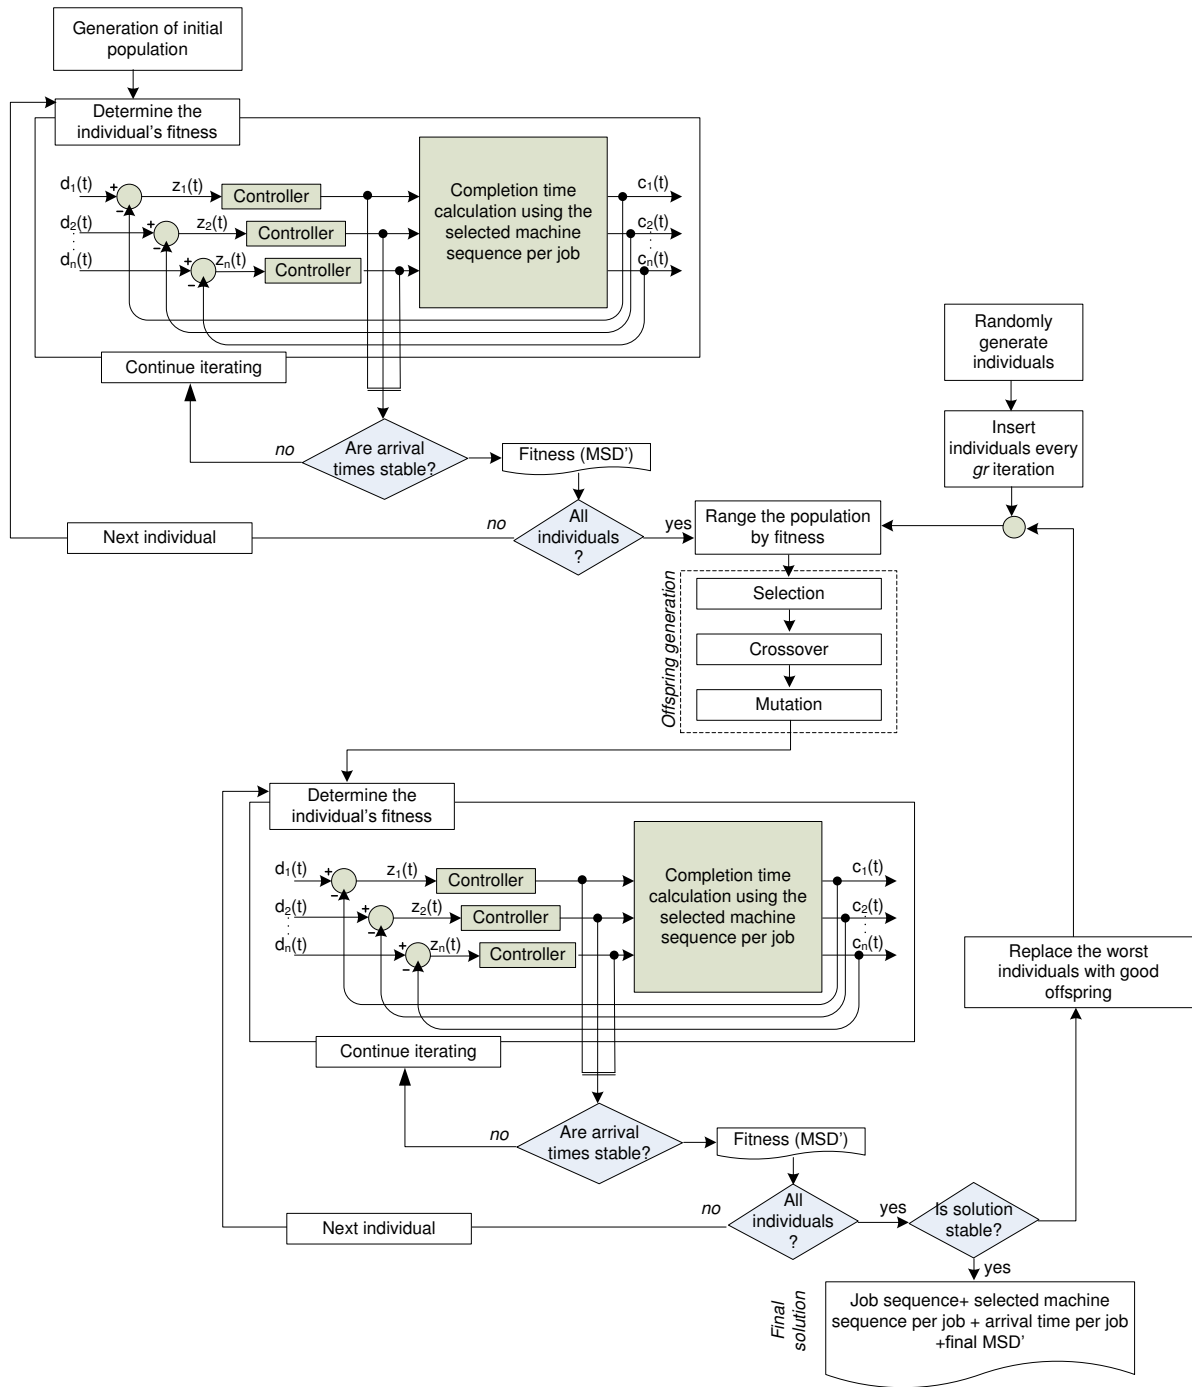 Generation of initial
population
Determine the
individual's fitness
d1(t)
+
−
z1(t)
Controller
d2(t)
+
−
z2(t)
Controller
dn(t)
+
−
zn(t)
Controller
Completion time
calculation using the
selected machine
sequence per job
c1(t)
c2(t)
cn(t)
Continue iterating
no
Are arrival
times stable?
Fitness (MSD')
Next individual
no
All
individuals
?
yes
Range the population
by fitness
Randomly
generate
individuals
Insert
individuals every
gr iteration
Offspring generation
Selection
Crossover
Mutation
Determine the
individual's fitness
d1(t)
+
−
z1(t)
Controller
d2(t)
+
−
z2(t)
Controller
dn(t)
+
−
zn(t)
Controller
Completion time
calculation using the
selected machine
sequence per job
c1(t)
c2(t)
cn(t)
Replace the worst
individuals with good
offspring
Continue iterating
no
Are arrival
times stable?
Fitness (MSD')
Next individual
no
All
individuals
?
yes
Is solution
stable?
yes
Final
solution
Job sequence+ selected machine
sequence per job + arrival time per job
+final MSD'